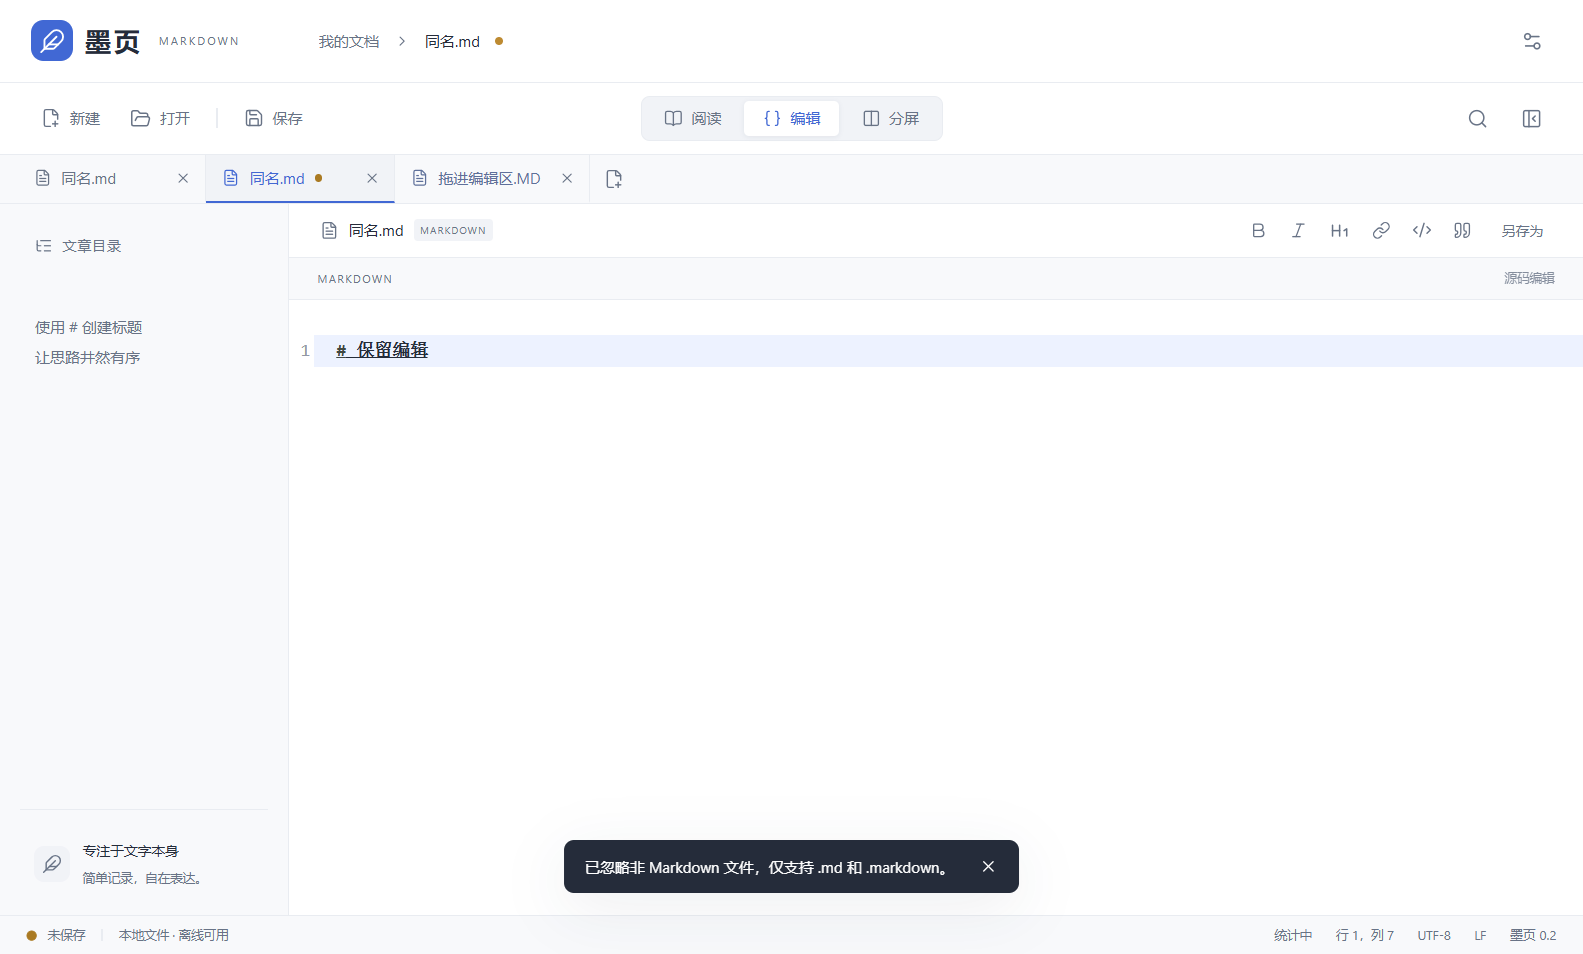 墨页 MARKDOWN 我的文档 同名.md
新建 打开 保存 阅读 编辑 分屏
同名.md 同名.md 拖进编辑区.MD
文章目录
使用 # 创建标题
让思路井然有序
同名.md MARKDOWN H1 另存为
MARKDOWN 源码编辑
1 # 保留编辑
专注于文字本身
简单记录，自在表达。
已忽略非 Markdown 文件，仅支持 .md 和 .markdown。
未保存 本地文件 · 离线可用 统计中 行 1，列 7 UTF-8 LF 墨页 0.2